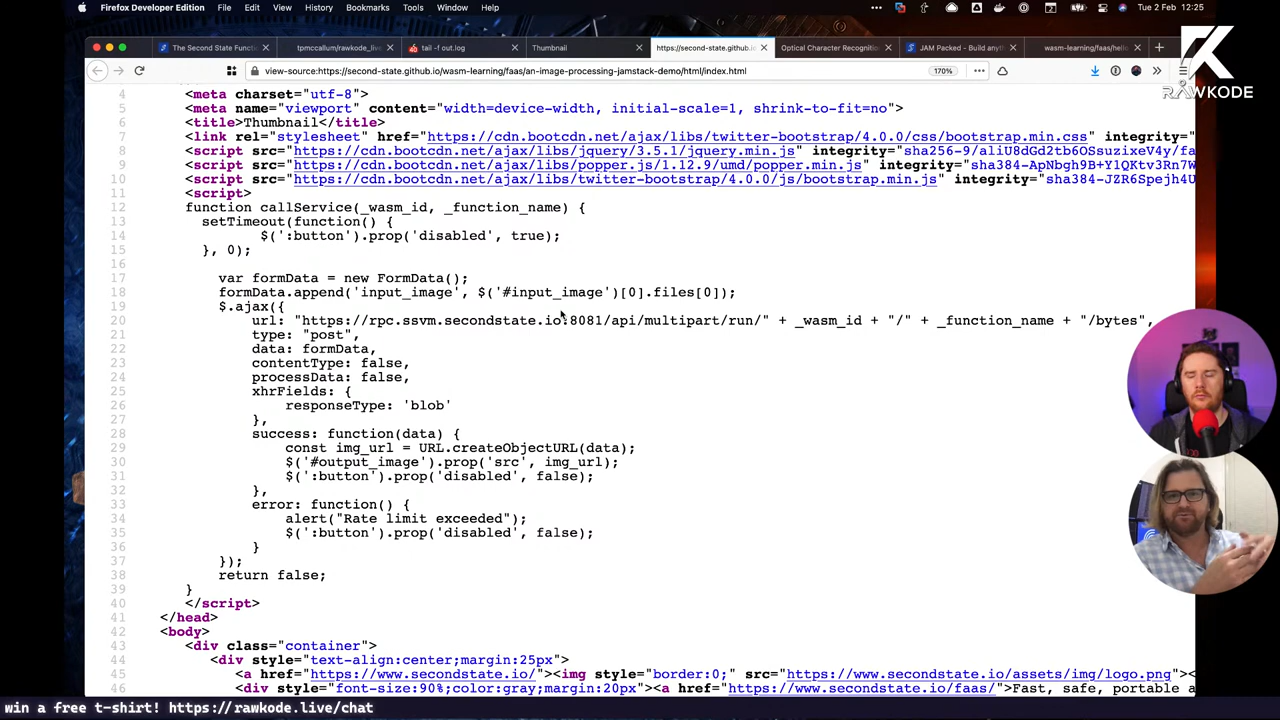 Firefox Developer Edition File Edit View History Bookmarks Tools Window Help
Tue 2 Feb 12:25
The Second State Functi
tpmccallum/rawkode_live
tail -f out.log
Thumbnail
https://second-state.github.io
Optical Character Recognitio
JAM Packed - Build anyth
wasm-learning/faas/hello
view-source:https://second-state.github.io/wasm-learning/faas/an-image-processing-jamstack-demo/html/index.html
170%
RAWKODE
4 <meta charset="utf-8">
5 <meta name="viewport" content="width=device-width, initial-scale=1, shrink-to-fit=no">
6 <title>Thumbnail</title>
7 <link rel="stylesheet" href="https://cdn.bootcdn.net/ajax/libs/twitter-bootstrap/4.0.0/css/bootstrap.min.css" integrity=
8 <script src="https://cdn.bootcdn.net/ajax/libs/jquery/3.5.1/jquery.min.js" integrity="sha256-9/aliU8dGd2tb6OSsuzixeV4y/fa
9 <script src="https://cdn.bootcdn.net/ajax/libs/popper.js/1.12.9/umd/popper.min.js" integrity="sha384-ApNbgh9B+Y1QKtv3Rn7W
10 <script src="https://cdn.bootcdn.net/ajax/libs/twitter-bootstrap/4.0.0/js/bootstrap.min.js" integrity="sha384-JZR6Spejh4U
11 <script>
12 function callService(_wasm_id, _function_name) {
13 setTimeout(function() {
14 $(':button').prop('disabled', true);
15 }, 0);
16
17 var formData = new FormData();
18 formData.append('input_image', $('#input_image')[0].files[0]);
19 $.ajax({
20 url: "https://rpc.ssvm.secondstate.io:8081/api/multipart/run/" + _wasm_id + "/" + _function_name + "/bytes",
21 type: "post",
22 data: formData,
23 contentType: false,
24 processData: false,
25 xhrFields: {
26 responseType: 'blob'
27 },
28 success: function(data) {
29 const img_url = URL.createObjectURL(data);
30 $('#output_image').prop('src', img_url);
31 $(':button').prop('disabled', false);
32 },
33 error: function() {
34 alert("Rate limit exceeded");
35 $(':button').prop('disabled', false);
36 }
37 });
38 return false;
39 }
40 </script>
41 </head>
42 <body>
43 <div class="container">
44 <div style="text-align:center;margin:25px">
45 <a href="https://www.secondstate.io/"><img style="border:0;" src="https://www.secondstate.io/assets/img/logo.png"><
46 <div style="font-size:90%;color:gray;margin:20px"><a href="https://www.secondstate.io/faas/">Fast, safe, portable a
win a free t-shirt! https://rawkode.live/chat